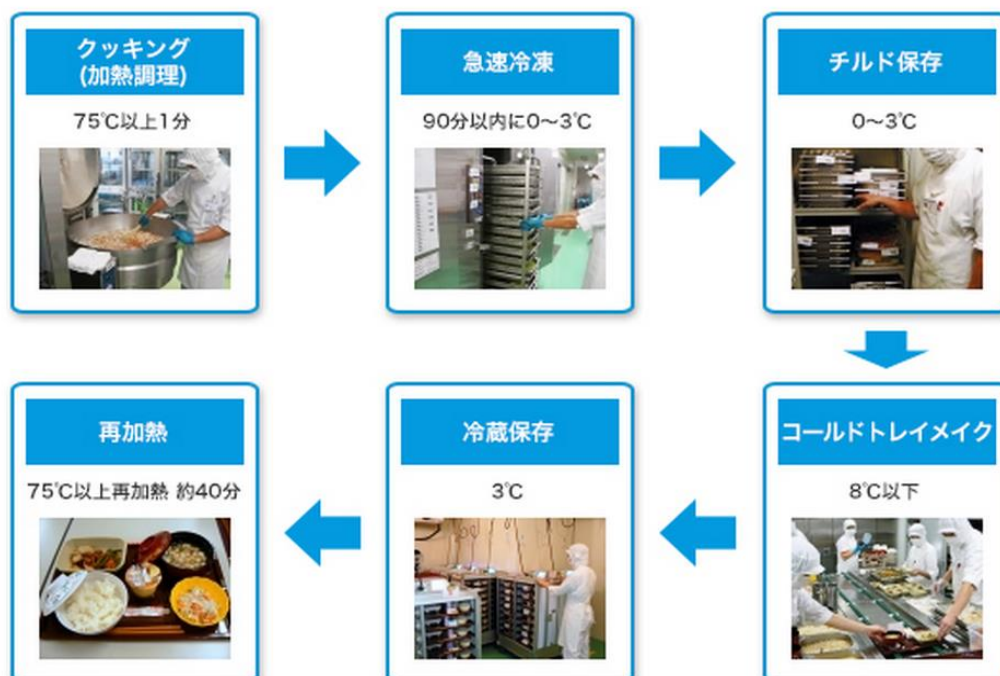 クッキング
(加熱調理)
75℃以上1分
急速冷凍
90分以内に0〜3℃
チルド保存
0〜3℃
コールドトレイメイク
8℃以下
冷蔵保存
3℃
再加熱
75℃以上再加熱 約40分